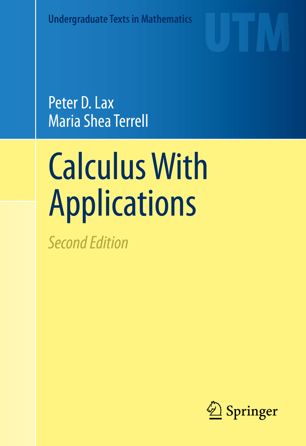 Undergraduate Texts in Mathematics
UTM
Peter D. Lax
Maria Shea Terrell
Calculus With
Applications
Second Edition
Springer